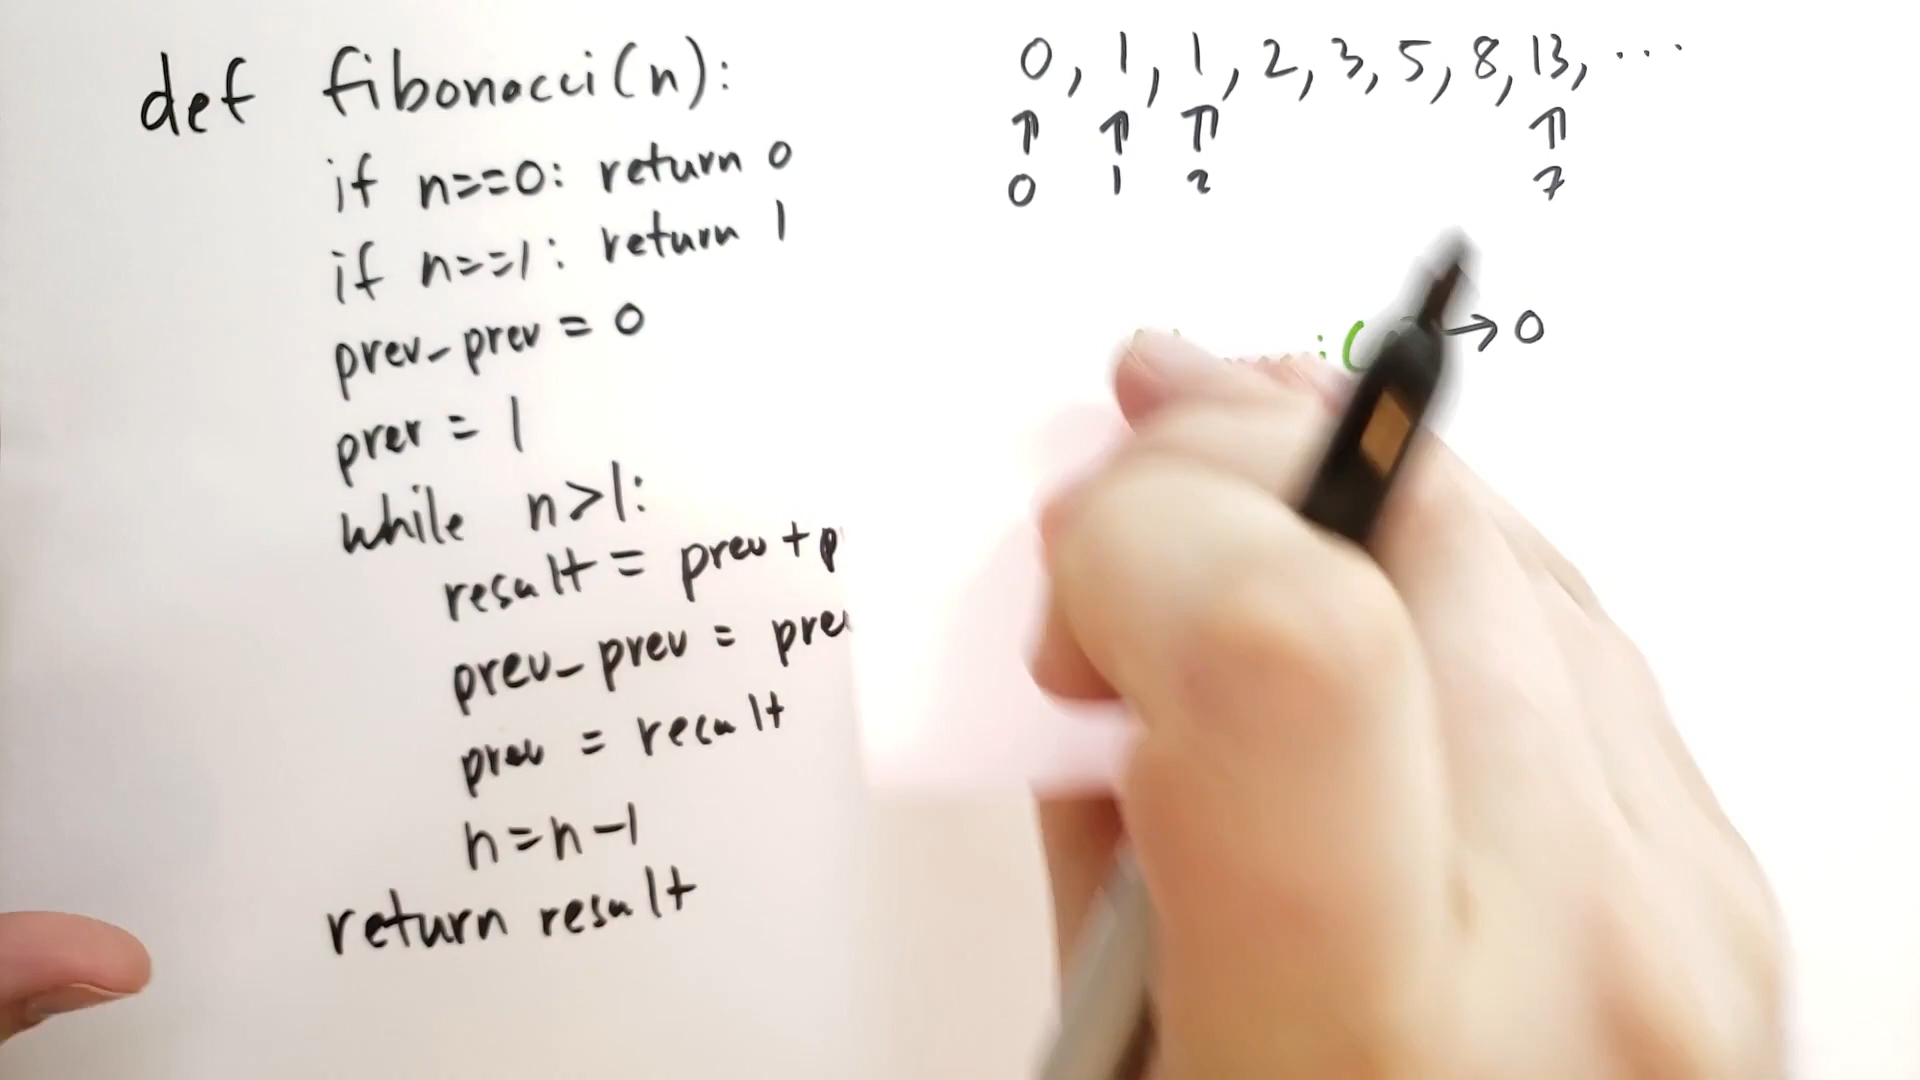 def fibonacci(n):
if n==0: return 0
if n==1: return 1
prev_prev = 0
prev = 1
while n>1:
result = prev + p
prev_prev = pre
prev = result
n=n-1
return result
0, 1, 1, 2, 3, 5, 8, 13, ...
0 1 2 7
→ 0